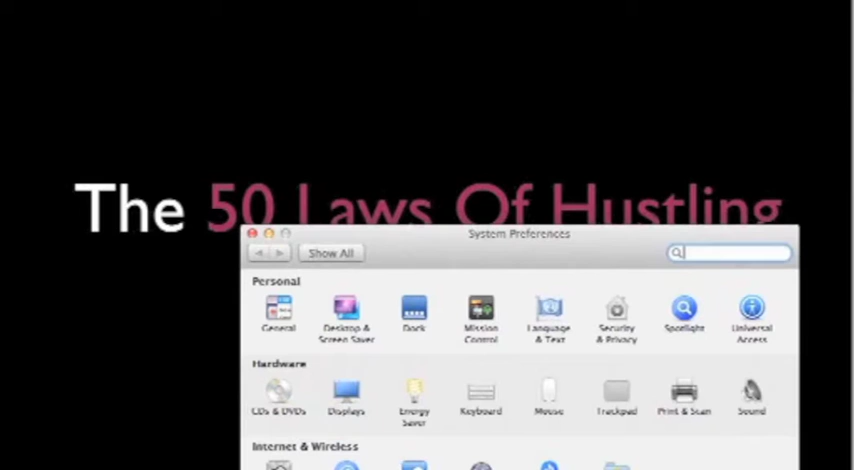 The 50 Laws Of Hustling
System Preferences
Show All
Personal
General
Desktop &
Screen Saver
Dock
Mission
Control
Language
& Text
Security
& Privacy
Spotlight
Universal
Access
Hardware
CDs & DVDs
Displays
Energy
Saver
Keyboard
Mouse
Trackpad
Print & Scan
Sound
Internet & Wireless